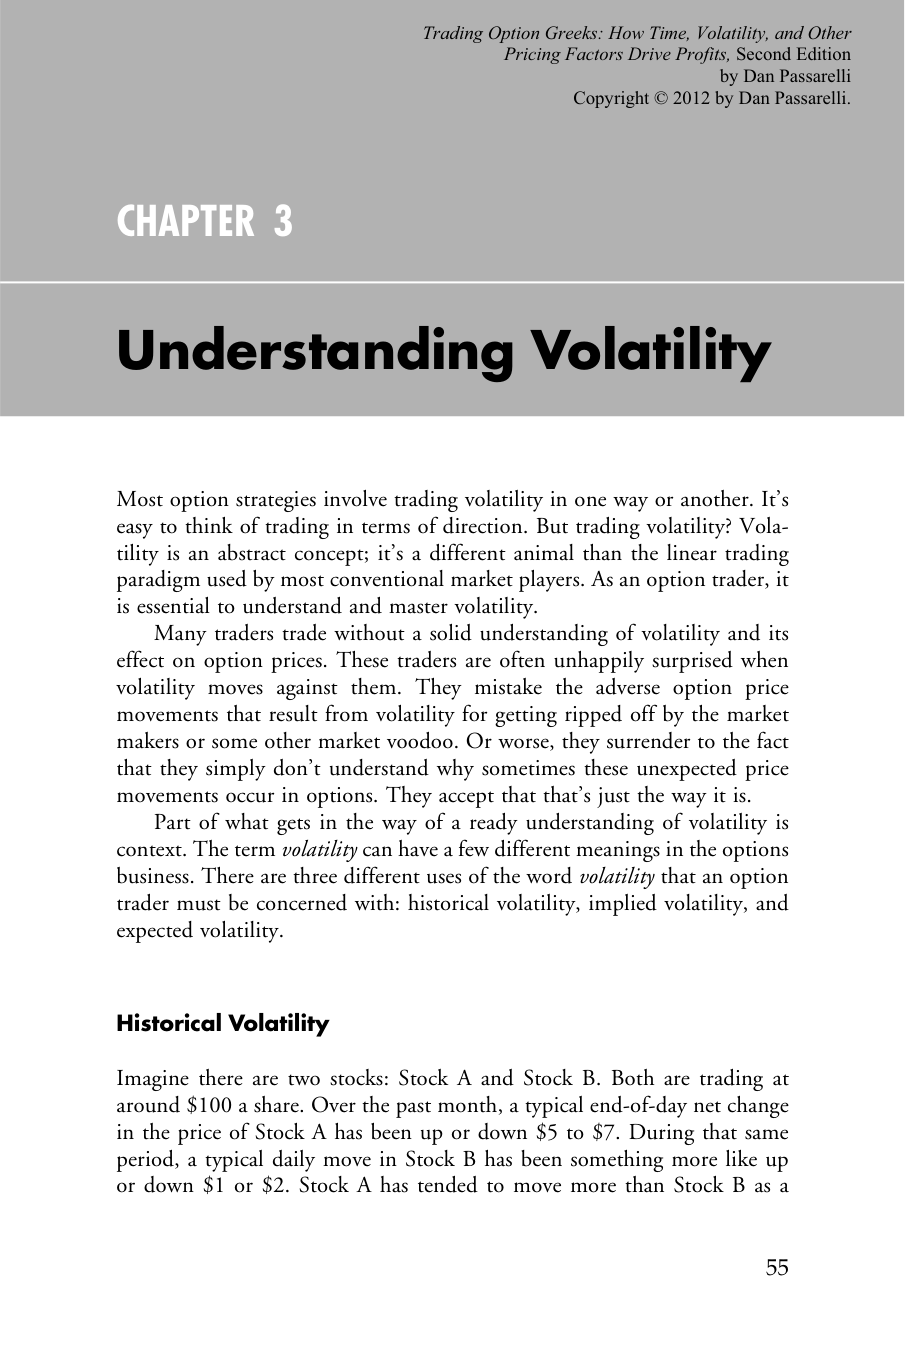 Trading Option Greeks: How Time, Volatility, and Other
Pricing Factors Drive Profits, Second Edition
by Dan Passarelli
Copyright © 2012 by Dan Passarelli.
CHAPTER 3
Understanding Volatility
Most option strategies involve trading volatility in one way or another. It’s
easy to think of trading in terms of direction. But trading volatility? Vola-
tility is an abstract concept; it’s a different animal than the linear trading
paradigm used by most conventional market players. As an option trader, it
is essential to understand and master volatility.
Many traders trade without a solid understanding of volatility and its
effect on option prices. These traders are often unhappily surprised when
volatility moves against them. They mistake the adverse option price
movements that result from volatility for getting ripped off by the market
makers or some other market voodoo. Or worse, they surrender to the fact
that they simply don’t understand why sometimes these unexpected price
movements occur in options. They accept that that’s just the way it is.
Part of what gets in the way of a ready understanding of volatility is
context. The term volatility can have a few different meanings in the options
business. There are three different uses of the word volatility that an option
trader must be concerned with: historical volatility, implied volatility, and
expected volatility.
Historical Volatility
Imagine there are two stocks: Stock A and Stock B. Both are trading at
around $100 a share. Over the past month, a typical end-of-day net change
in the price of Stock A has been up or down $5 to $7. During that same
period, a typical daily move in Stock B has been something more like up
or down $1 or $2. Stock A has tended to move more than Stock B as a
55